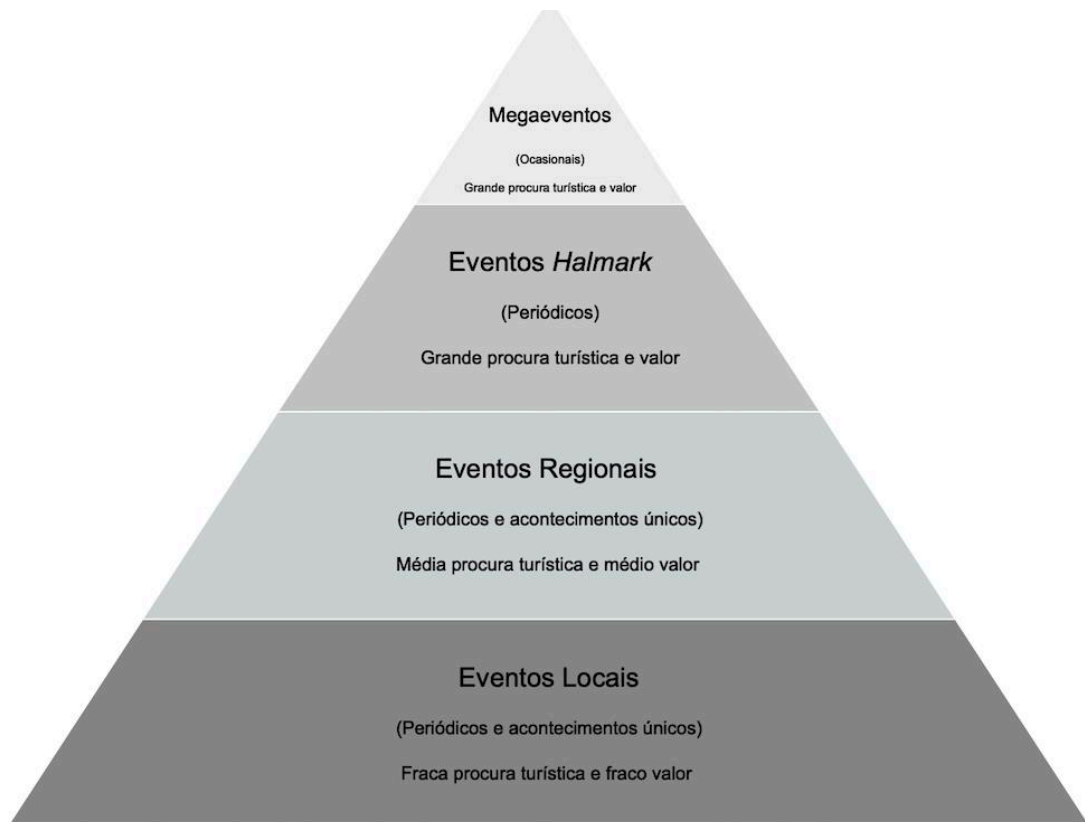 Megaeventos
(Ocasionais)
Grande procura turística e valor
Eventos Halmark
(Periódicos)
Grande procura turística e valor
Eventos Regionais
(Periódicos e acontecimentos únicos)
Média procura turística e médio valor
Eventos Locais
(Periódicos e acontecimentos únicos)
Fraca procura turística e fraco valor